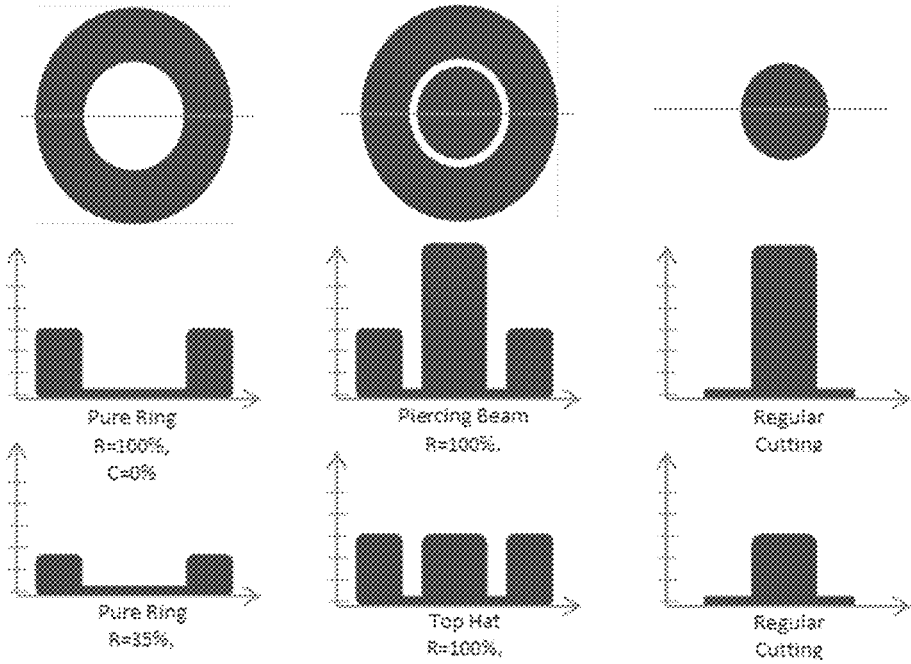 Pure Ring
R=100%,
C=0%
Piercing Beam
R=100%,
Regular
Cutting
Pure Ring
R=35%,
Top Hat
R=100%,
Regular
Cutting